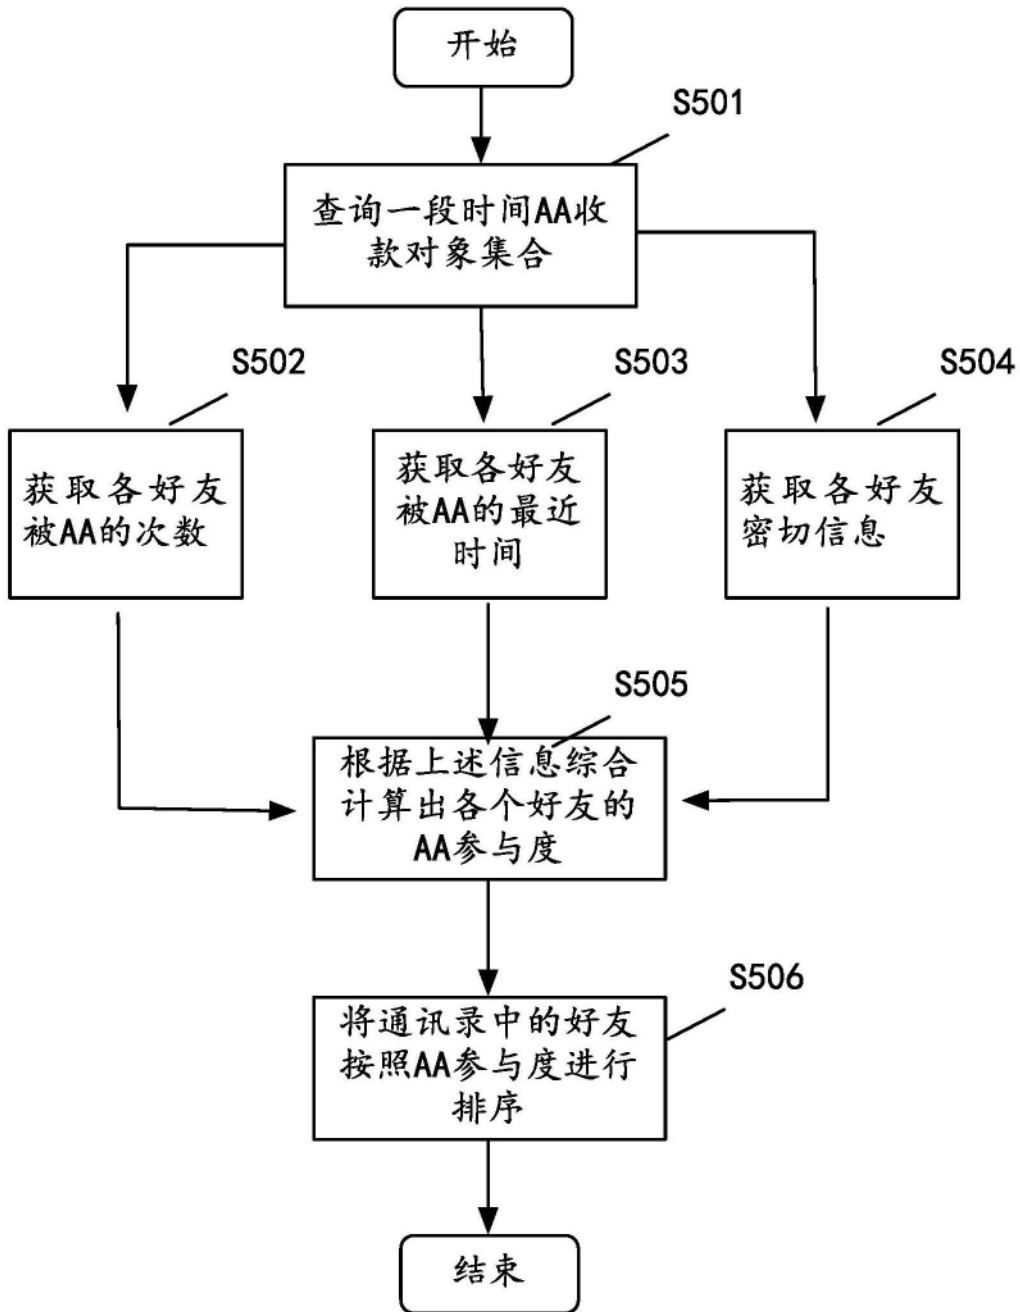 开始
S501
查询一段时间AA收
款对象集合
S502
S503
S504
获取各好友
被AA的次数
获取各好友
被AA的最近
时间
获取各好友
密切信息
S505
根据上述信息综合
计算出各个好友的
AA参与度
S506
将通讯录中的好友
按照AA参与度进行
排序
结束